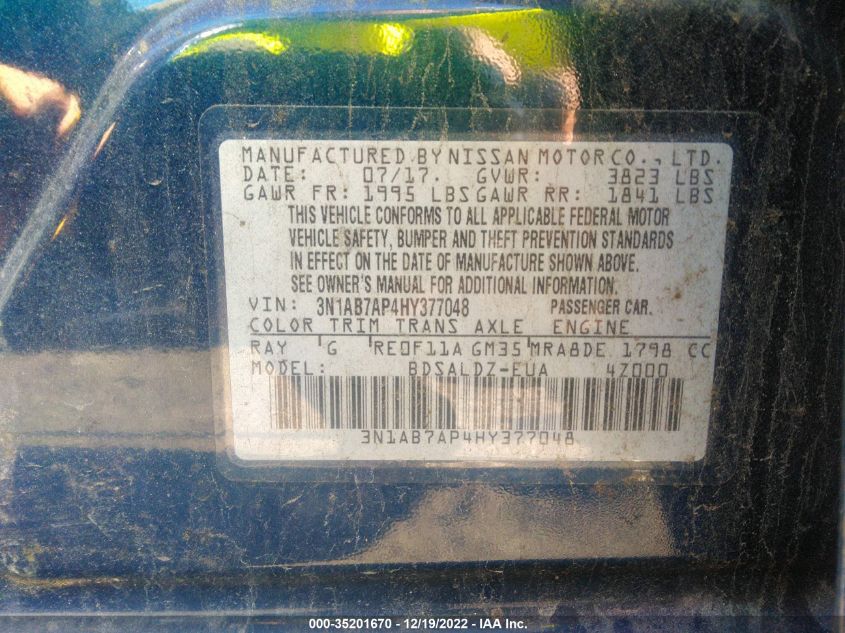 MANUFACTURED BY NISSAN MOTOR CO., LTD.
DATE: 07/17. GVWR: 3823 LBS
GAWR FR: 1995 LBS GAWR RR: 1841 LBS
THIS VEHICLE CONFORMS TO ALL APPLICABLE FEDERAL MOTOR
VEHICLE SAFETY, BUMPER AND THEFT PREVENTION STANDARDS
IN EFFECT ON THE DATE OF MANUFACTURE SHOWN ABOVE.
SEE OWNER'S MANUAL FOR ADDITIONAL INFORMATION.
VIN: 3N1AB7AP4HY377048 PASSENGER CAR.
COLOR TRIM TRANS AXLE ENGINE
RAY G RE0F11A GM35 MRA8DE 1798 CC
MODEL: BDSALDZ-EUA 4Z000
3N1AB7AP4HY377048
000-35201670 - 12/19/2022 - IAA Inc.